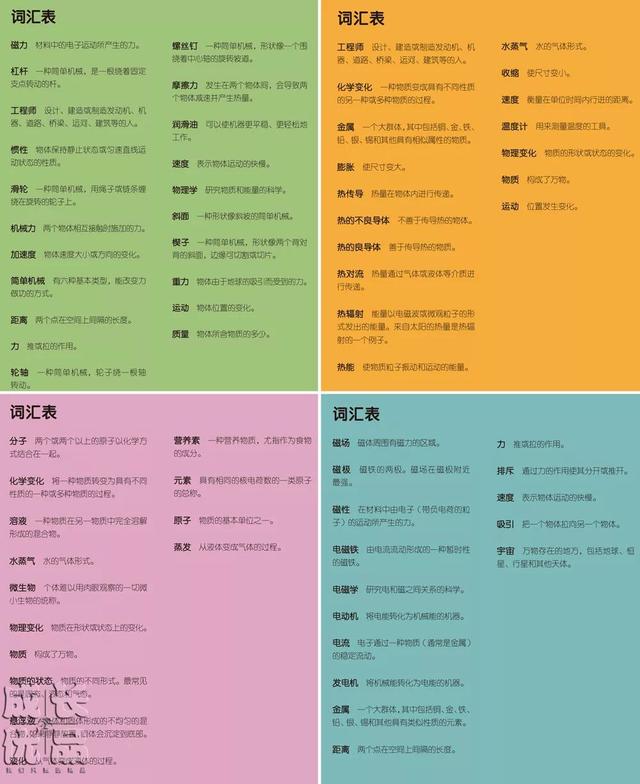 词汇表
磁力 材料中的电子运动所产生的力。
杠杆 一种简单机械，是一根绕着固定
支点转动的杆。
工程师 设计、建造或制造发动机、机
器、道路、桥梁、运河、建筑等的人。
惯性 物体保持静止状态或匀速直线运
动状态的性质。
滑轮 一种简单机械，用绳子或链条缠
绕在旋转的轮子上。
机械力 两个物体相互接触时施加的力。
加速度 物体速度大小或方向的变化。
简单机械 有六种基本类型，能改变力
做功的方式。
距离 两个点在空间上间隔的长度。
力 推或拉的作用。
轮轴 一种简单机械，轮子绕一根轴
转动。
螺丝钉 一种简单机械，形状像一个围
绕着中心轴的旋转坡道。
摩擦力 发生在两个物体间，会导致两
个物体减速并产生热量。
润滑油 可以使机器更平稳、更轻松地
工作。
速度 表示物体运动的快慢。
物理学 研究物质和能量的科学。
斜面 一种形状像斜坡的简单机械。
楔子 一种简单机械，形状像两个背对
背的斜面，边缘可切割或切片。
重力 物体由于地球的吸引而受到的力。
运动 物体位置的变化。
质量 物体所含物质的多少。
词汇表
工程师 设计、建造或制造发动机、机
器、道路、桥梁、运河、建筑等的人。
化学变化 一种物质变成具有不同性质
的另一种或多种物质的过程。
金属 一个大群体，其中包括铜、金、铁、
铅、银、锡和其他具有相似属性的物质。
膨胀 使尺寸变大。
热传导 热量在物体内进行传递。
热的不良导体 不善于传导热的物体。
热的良导体 善于传导热的物质。
热对流 热量通过气体或液体等介质进
行传递。
热辐射 能量以电磁波或微观粒子的形
式发出的能量。来自太阳的热量是热辐
射的一个例子。
热能 使物质粒子振动和运动的能量。
水蒸气 水的气体形式。
收缩 使尺寸变小。
速度 衡量在单位时间内行进的距离。
温度计 用来测量温度的工具。
物理变化 物质的形状或状态的变化。
物质 构成了万物。
运动 位置发生变化。
词汇表
分子 两个或两个以上的原子以化学方
式结合在一起。
化学变化 将一种物质转变为具有不同
性质的一种或多种物质的过程。
溶液 一种物质在另一物质中完全溶解
形成的混合物。
水蒸气 水的气体形式。
微生物 个体难以用肉眼观察的一切微
小生物的统称。
物理变化 物质在形状或状态上的变化。
物质 构成了万物。
物质的状态 物质的不同形式。最常见
的是固态、液态和气态。
悬浊液 液体和固体形成的不均匀的混
会沉淀到底部。
液化 从气体变成液体的过程。
营养素 一种营养物质，尤指作为食物
的成分。
元素 具有相同的核电荷数的一类原子
的总称。
原子 物质的基本单位之一。
蒸发 从液体变成气体的过程。
成长
优品
词汇表
磁场 磁体周围有磁力的区域。
磁极 磁铁的两极。磁场在磁极附近
最强。
磁性 在材料中由电子（带负电荷的粒
子）的运动所产生的力。
电磁铁 由电流流动形成的一种暂时性
的磁铁。
电磁学 研究电和磁之间关系的科学。
电动机 将电能转化为机械能的机器。
电流 电子通过一种物质（通常是金属）
的稳定流动。
发电机 将机械能转化为电能的机器。
金属 一个大群体，其中包括铜、金、铁、
铅、银、锡和其他具有类似性质的元素。
距离 两个点在空间上间隔的长度。
力 推或拉的作用。
排斥 通过力的作用使其分开或推开。
速度 表示物体运动的快慢。
吸引 把一个物体拉向另一个物体。
宇宙 万物存在的地方，包括地球、恒
星、行星和其他天体。